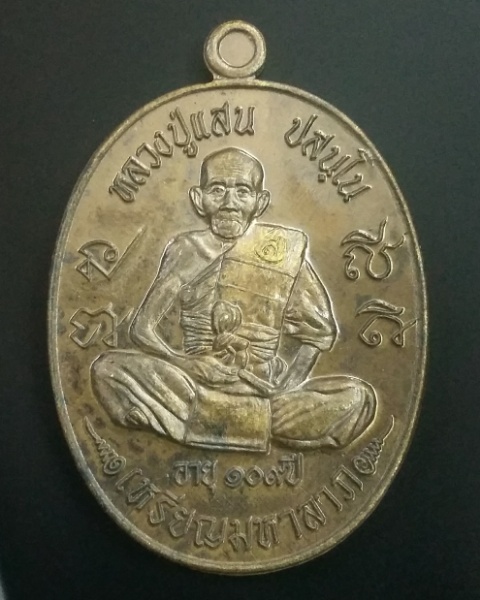 หลวงปู่แสน ปสนฺโน
อายุ ๑๐๙ ปี
เหรียญมหาลาภ